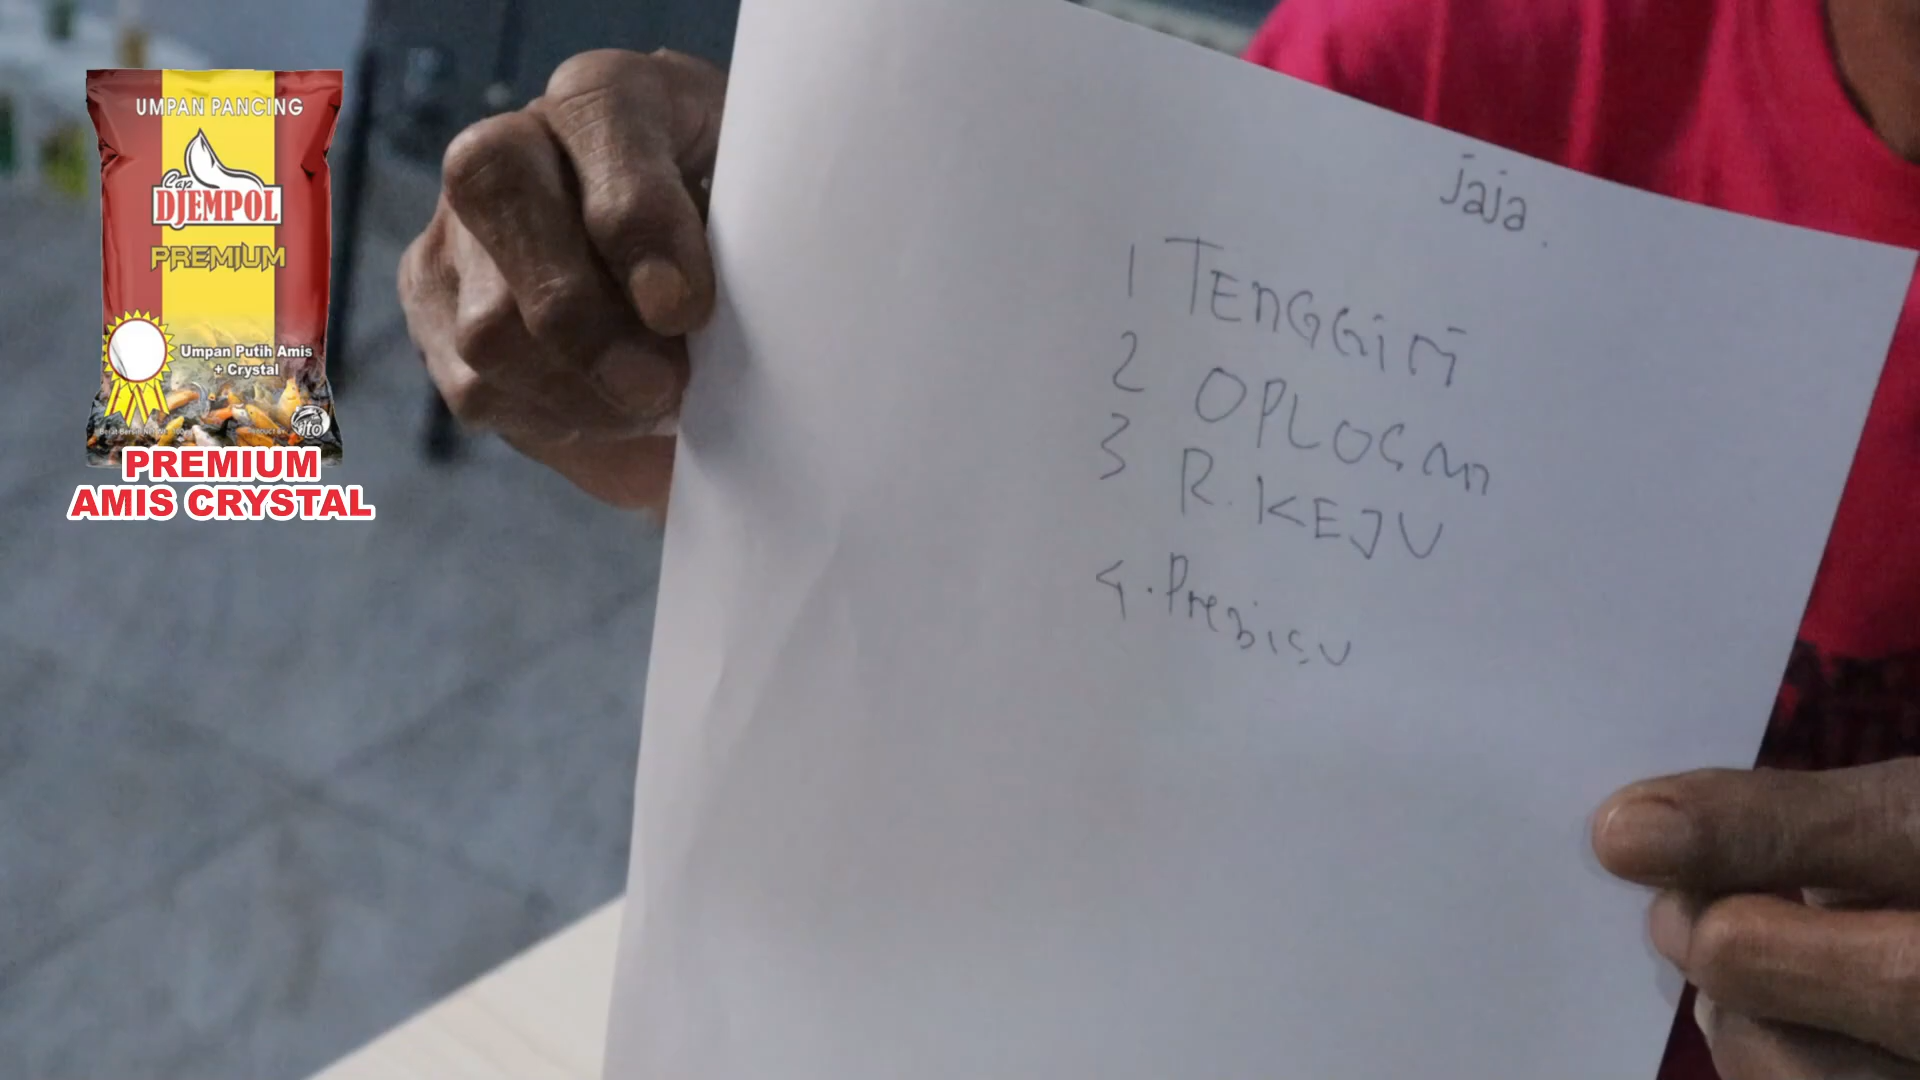 UMPAN PANCING
Cap
DJEMPOL
PREMIUM
Umpan Putih Amis
+ Crystal
PREMIUM
AMIS CRYSTAL
jaja.
1 TENGGIRI
2 OPLOSAN
3 R. KEJU
4. Prebisu